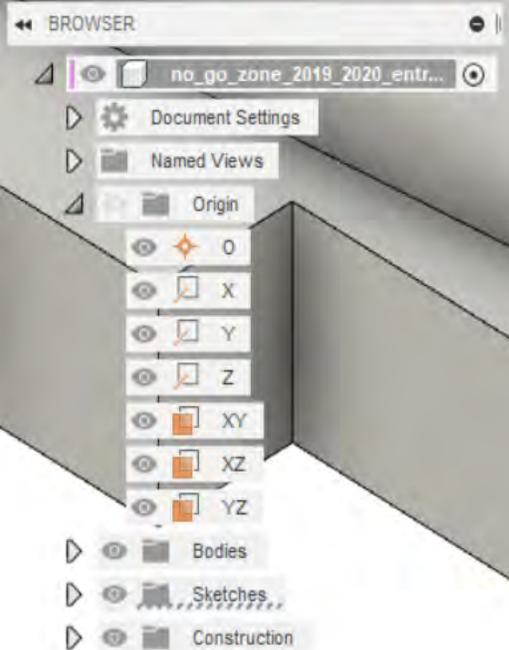 BROWSER
no_go_zone_2019_2020_entr...
Document Settings
Named Views
Origin
O
X
Y
Z
XY
XZ
YZ
Bodies
Sketches
Construction